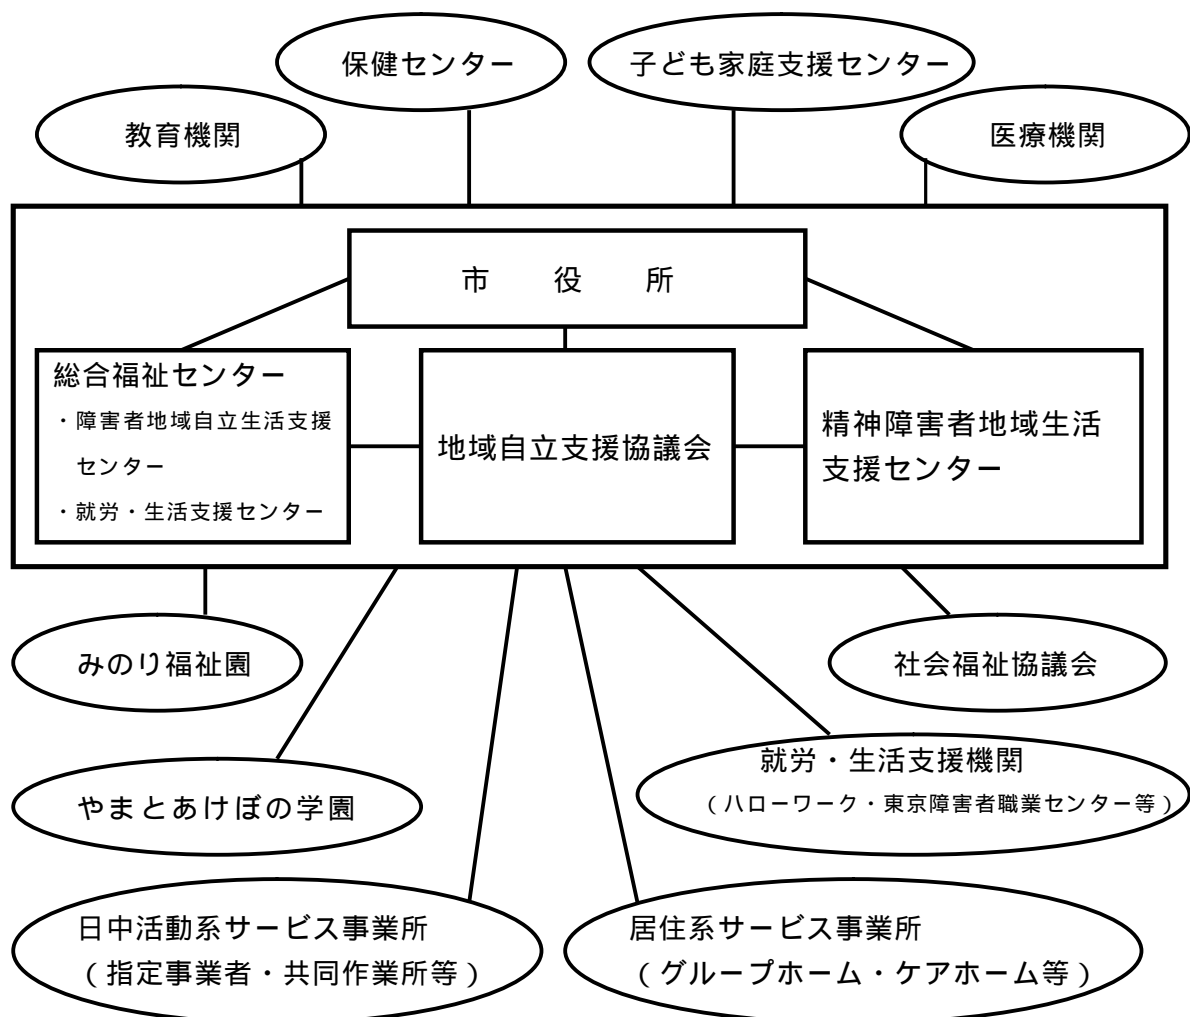 保健センター
子ども家庭支援センター
教育機関
医療機関
市　役　所
総合福祉センター
・障害者地域自立生活支援
センター
・就労・生活支援センター
地域自立支援協議会
精神障害者地域生活
支援センター
みのり福祉園
社会福祉協議会
就労・生活支援機関
（ハローワーク・東京障害者職業センター等）
やまとあけぼの学園
日中活動系サービス事業所
（指定事業者・共同作業所等）
居住系サービス事業所
（グループホーム・ケアホーム等）